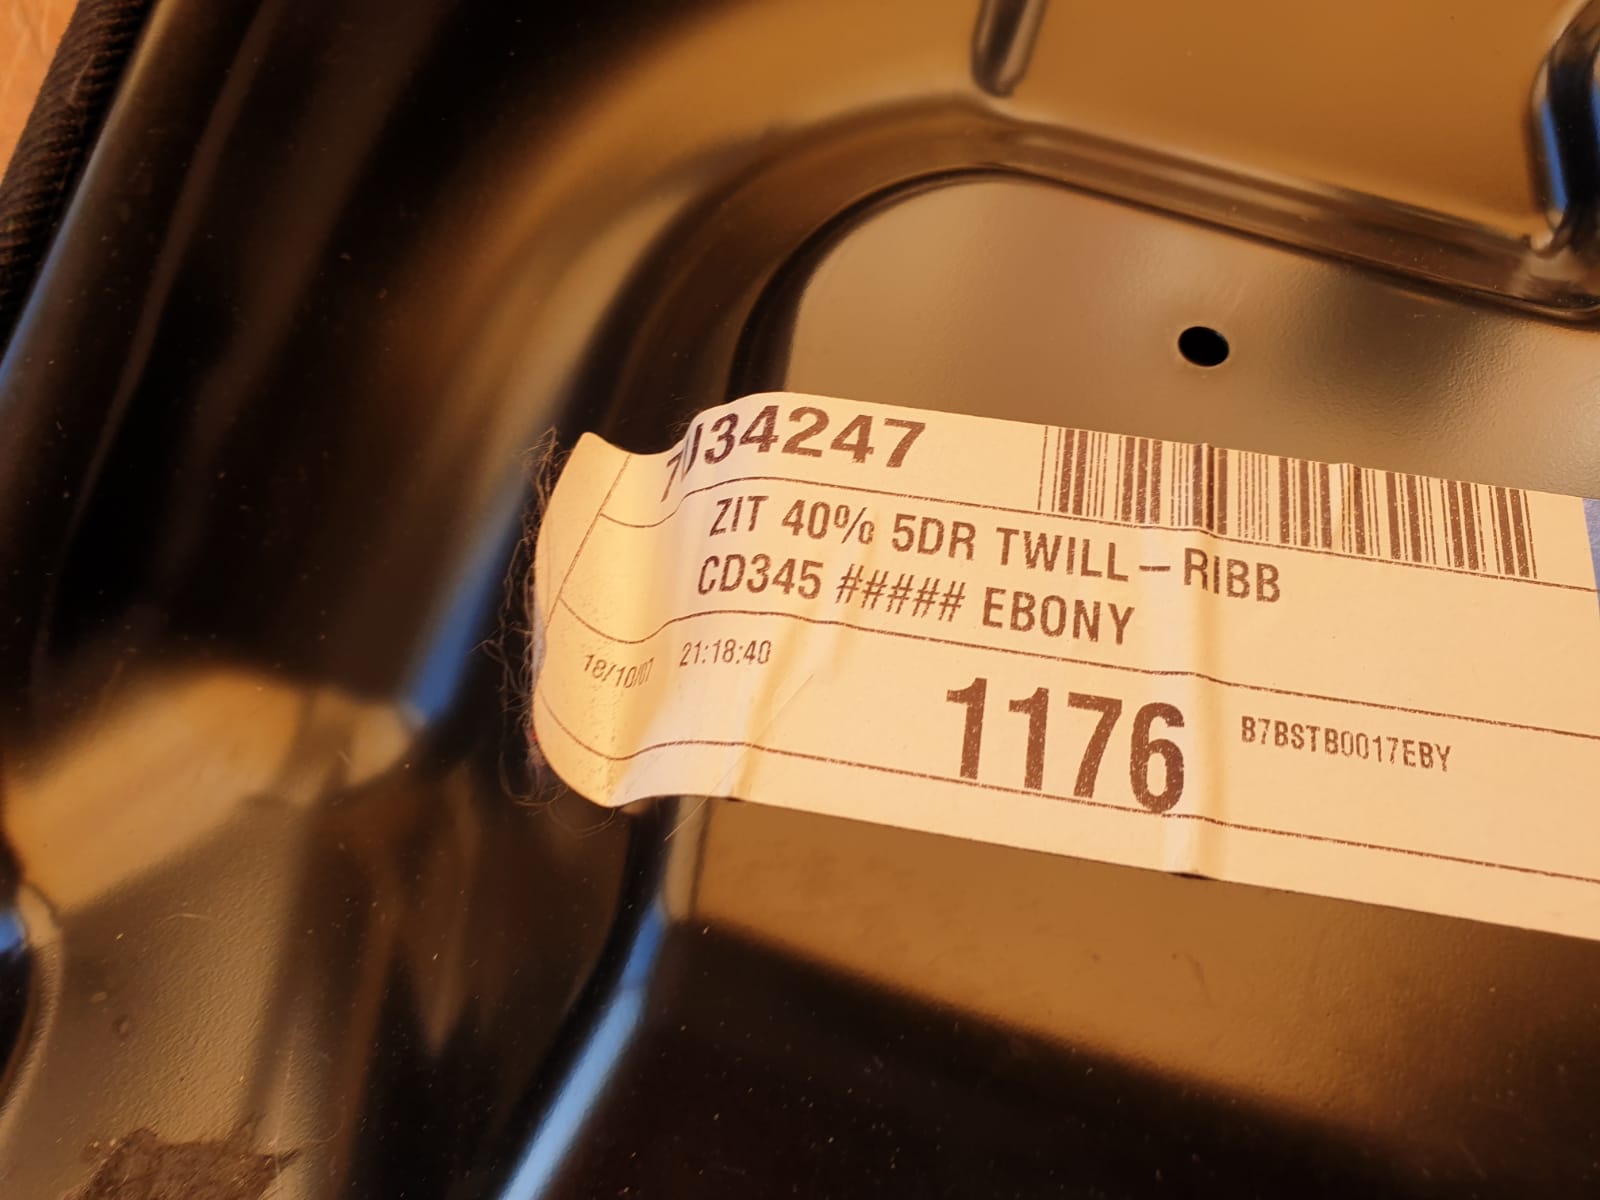 34247
ZIT 40% 5DR TWILL-RIBB
CD345 ##### EBONY
18/10/07 21:18:40
1176
B7BSTB0017EBY